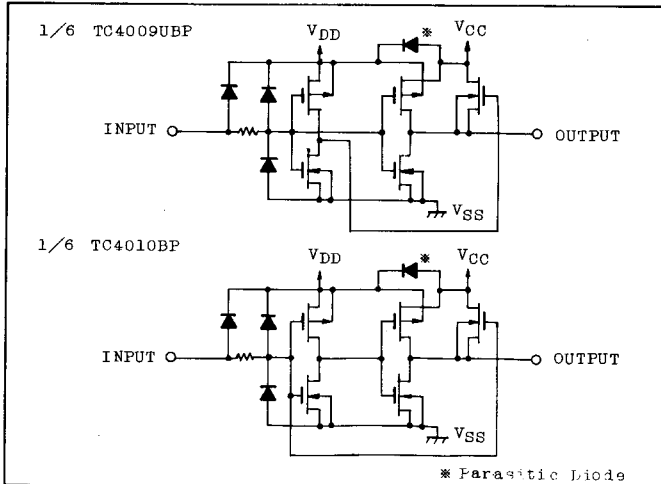 1/6 TC4009UBP
VDD
※
VCC
INPUT
OUTPUT
VSS
1/6 TC4010BP
VDD
※
VCC
INPUT
OUTPUT
VSS
※ Parasitic Diode